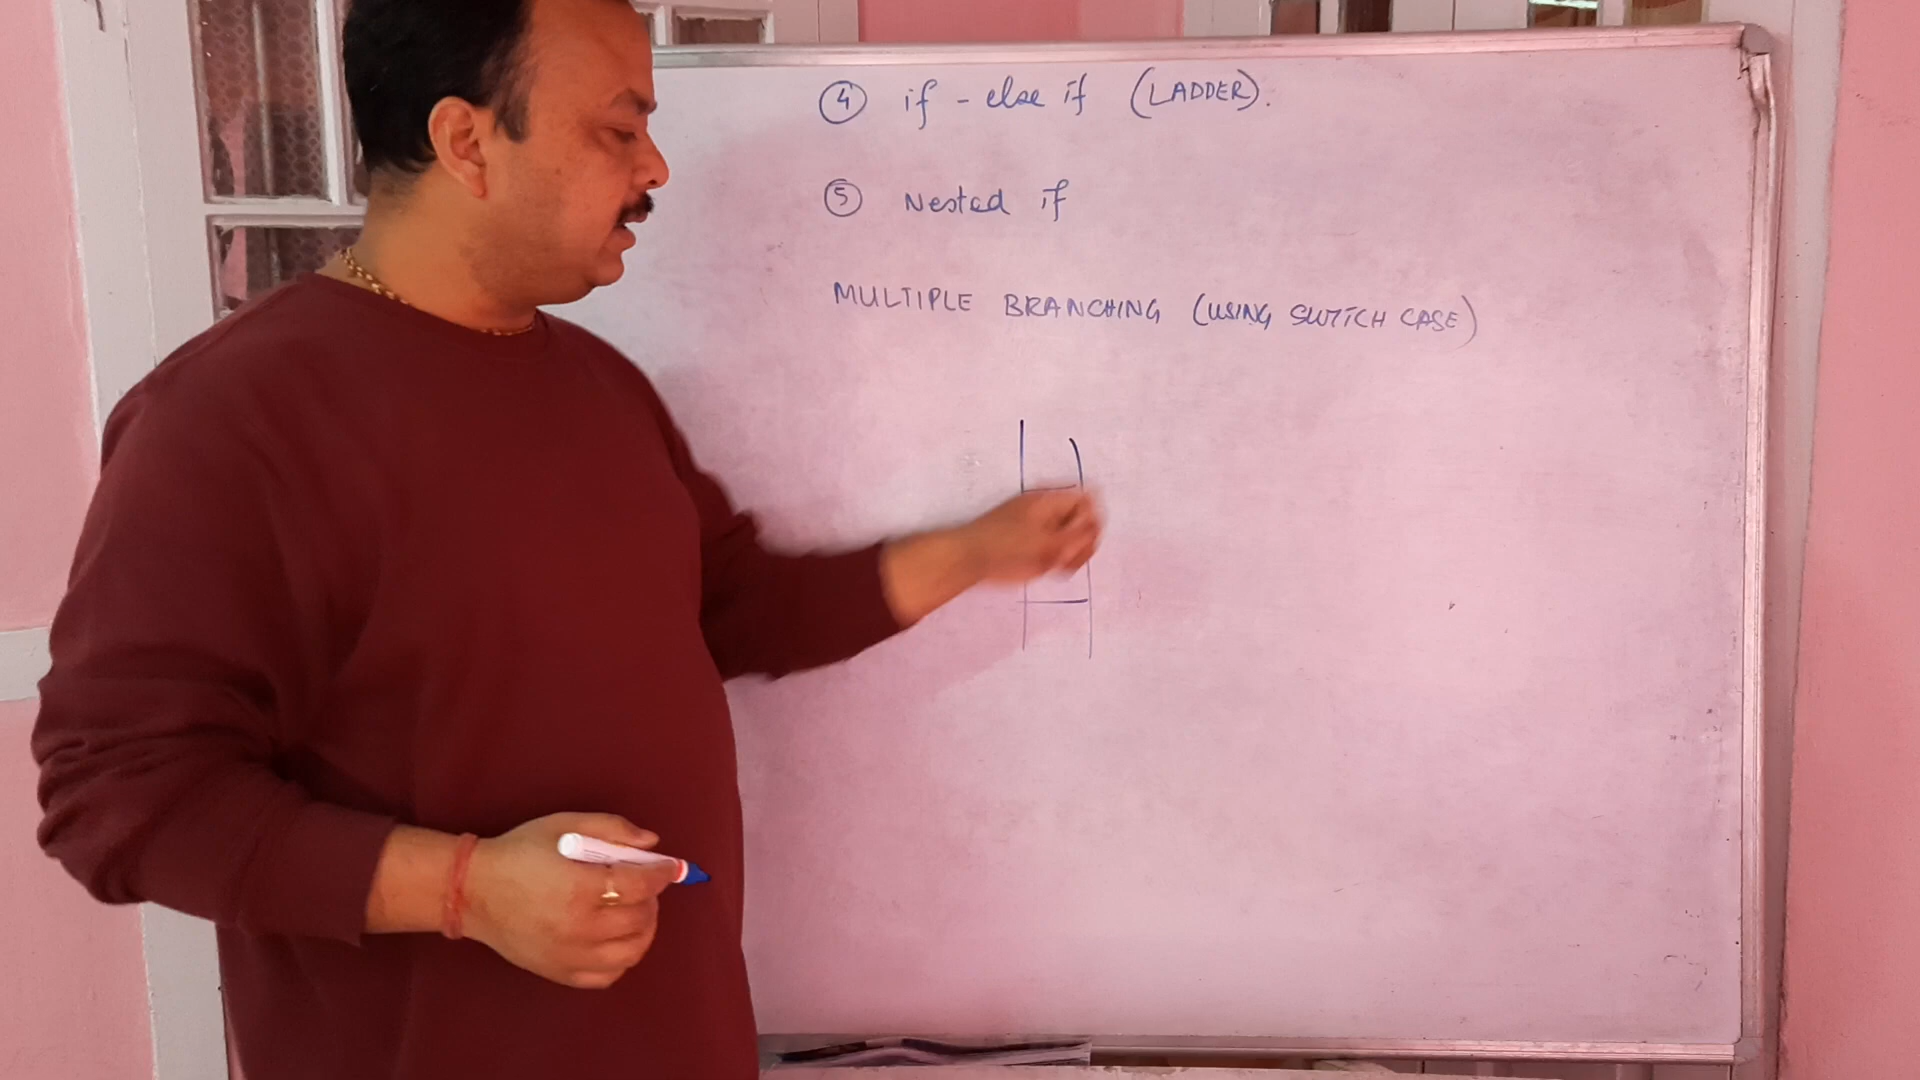 ④ if - else if (LADDER).
⑤ Nested if
MULTIPLE BRANCHING (USING SWITCH CASE)